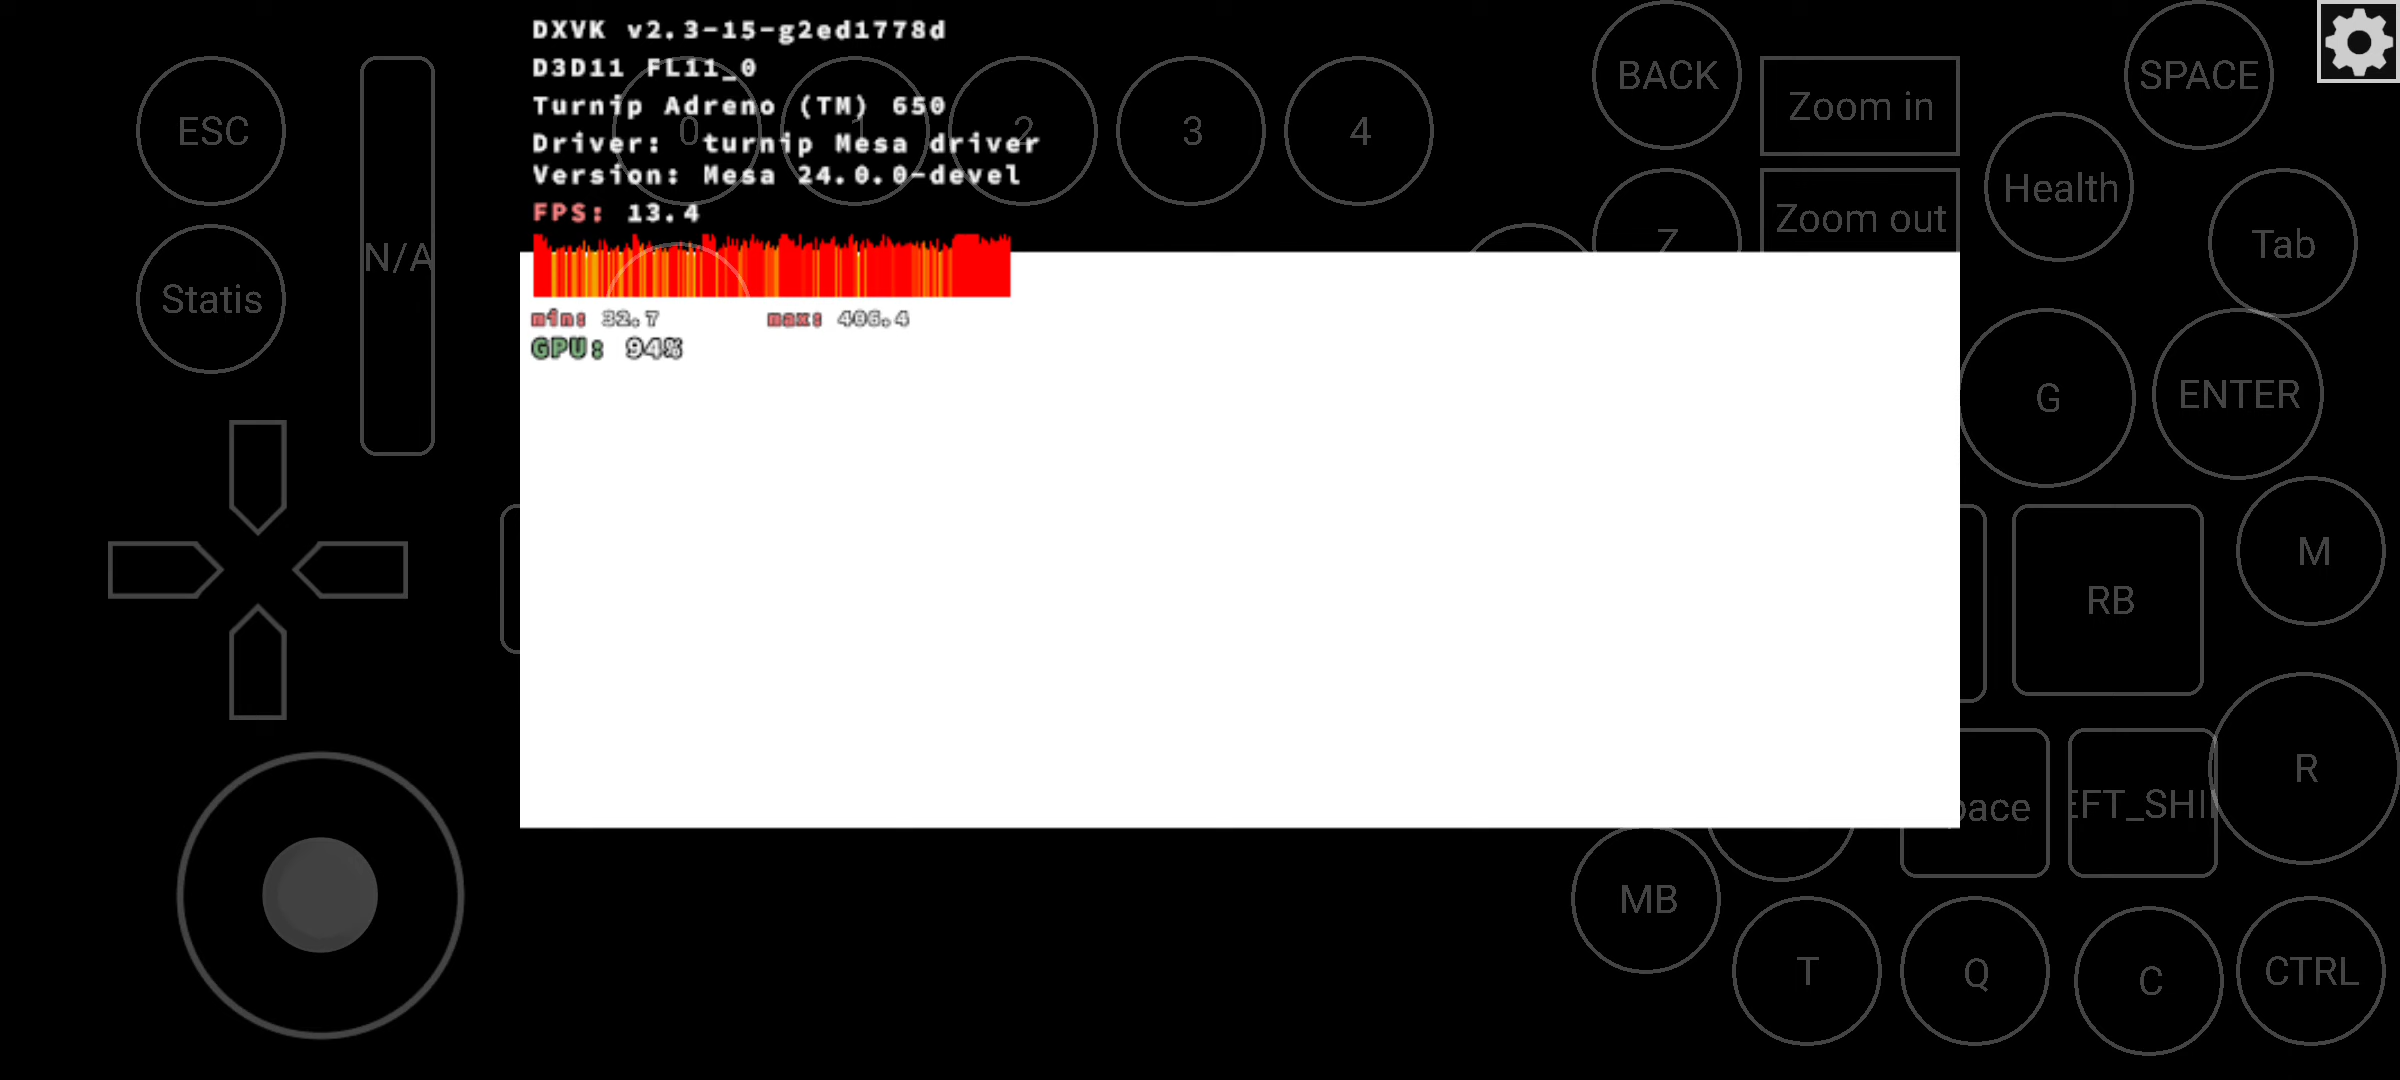 DXVK v2.3-15-g2ed1778d
D3D11 FL11_0
Turnip Adreno (TM) 650
Driver: turnip Mesa driver
Version: Mesa 24.0.0-devel
FPS: 13.4
min: 32.7 max: 406.4
GPU: 94%
ESC
0
1
2
3
4
BACK
Zoom in
SPACE
Health
Zoom out
Z
Tab
N/A
Statis
G
ENTER
M
RB
R
pace
EFT_SHI
MB
T
Q
C
CTRL